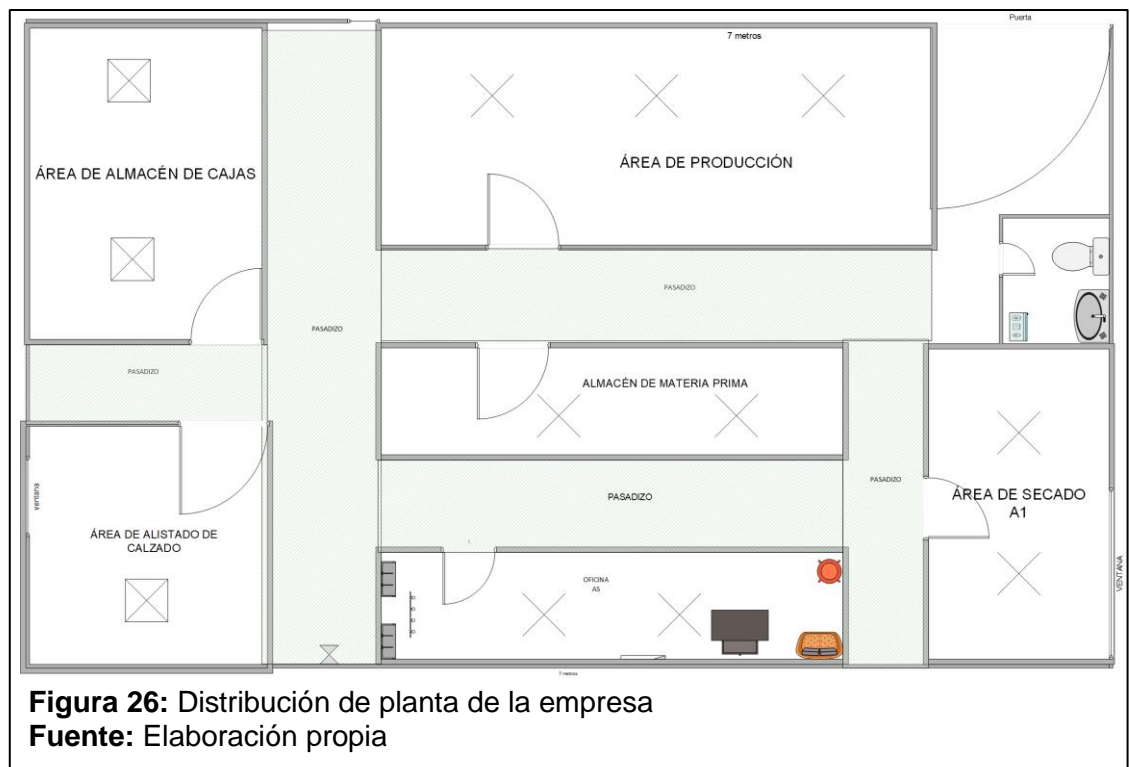 Puerta
7 metros
ÁREA DE PRODUCCIÓN
ÁREA DE ALMACÉN DE CAJAS
PASADIZO
PASADIZO
PASADIZO
ALMACÉN DE MATERIA PRIMA
PASADIZO
PASADIZO
ÁREA DE SECADO
A1
ventana
ÁREA DE ALISTADO DE
CALZADO
OFICINA
A5
VENTANA
7 metros
Figura 26: Distribución de planta de la empresa
Fuente: Elaboración propia